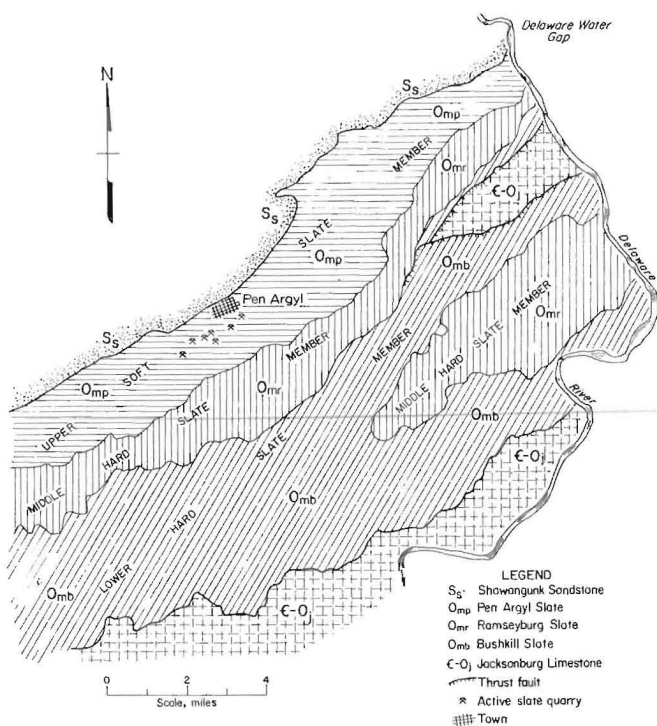 Delaware Water
Gap
N
Ss
Omp
MEMBER
Omr
Ss
€-Oj
SLATE
Omp
Omb
Delaware
Pen Argyl
MEMBER
MEMBER
Omr
Ss
SOFT
MEMBER
SLATE
HARD
MIDDLE
Omp
Omr
River
UPPER
SLATE
Omb
HARD
SLATE
€-Oj
MIDDLE
Omb
HARD
LOWER
Omb
€-Oj
LEGEND
Ss Shawangunk Sandstone
Omp Pen Argyl Slate
Omr Ramseyburg Slate
Omb Bushkill Slate
€-Oj Jacksonburg Limestone
Thrust fault
Active slate quarry
Town
0 2 4
Scale, miles